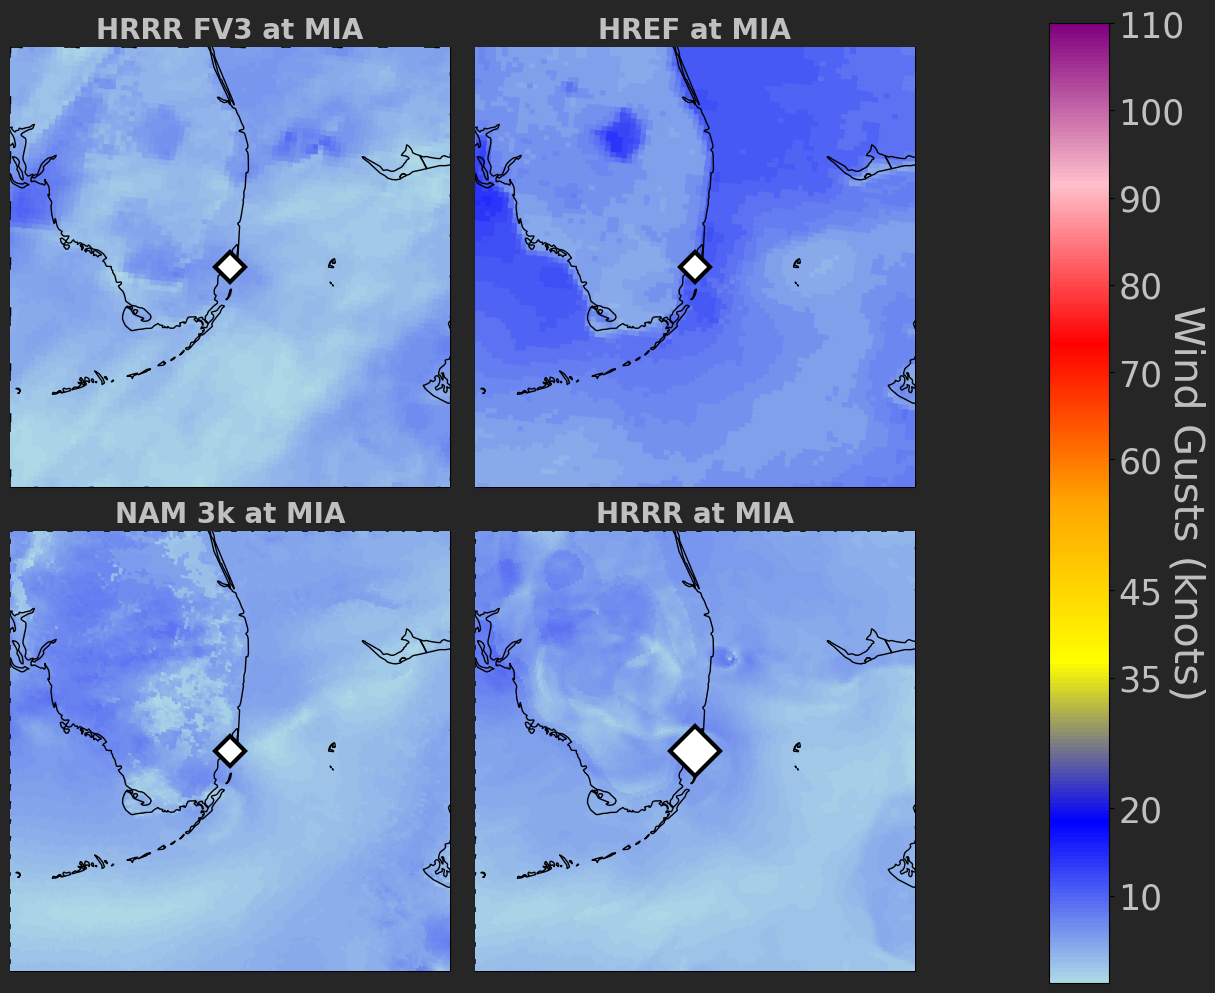 HRRR FV3 at MIA
HREF at MIA
NAM 3k at MIA
HRRR at MIA
110
100
90
80
70
60
45
35
20
10
Wind Gusts (knots)